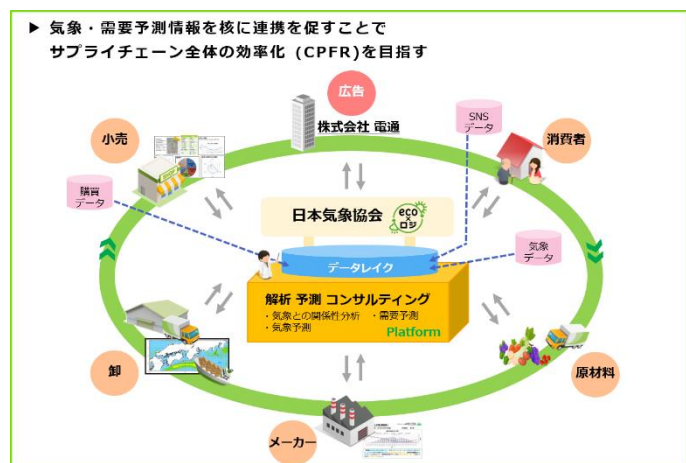 ▶ 気象・需要予測情報を核に連携を促すことで
サプライチェーン全体の効率化 (CPFR)を目指す
広告
株式会社 電通
SNS
データ
小売
消費者
購買
データ
日本気象協会
eco
×
ロジ
気象
データ
データレイク
解析 予測 コンサルティング
・気象との関係性分析 ・需要予測
・気象予測
Platform
卸
原材料
メーカー